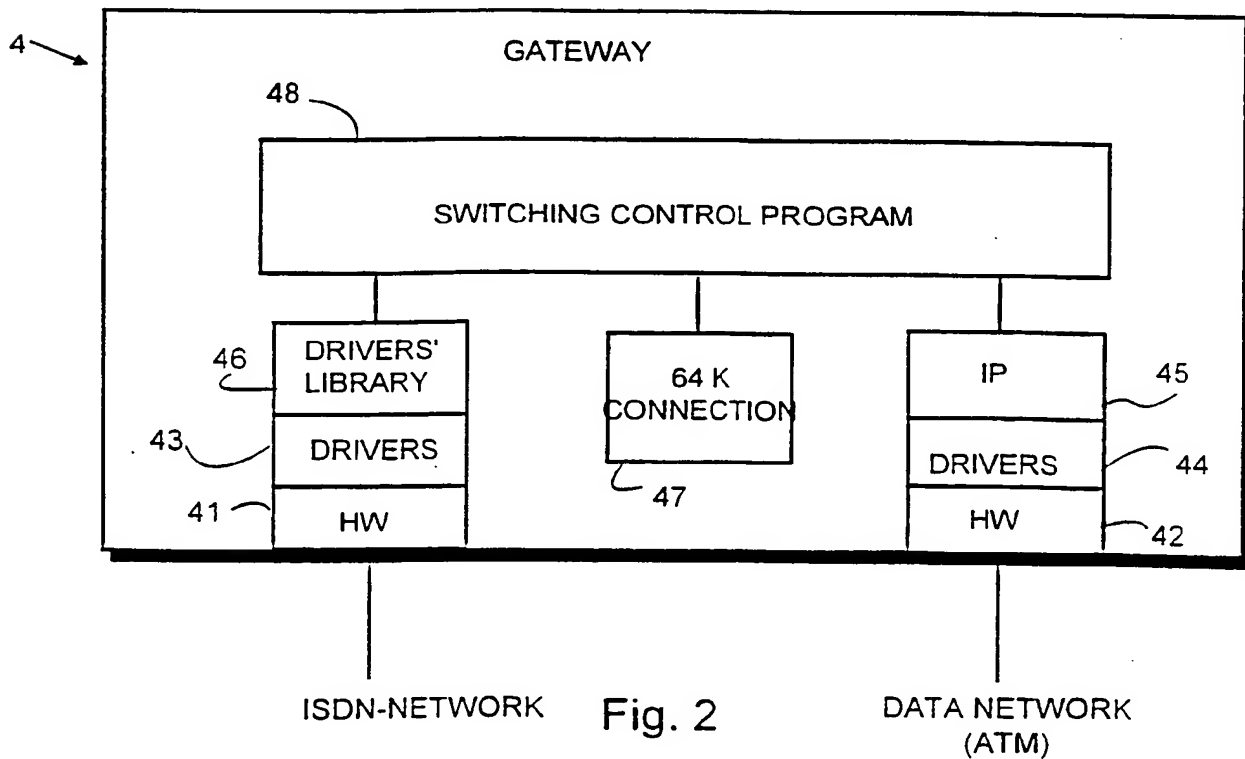 4
GATEWAY
48
SWITCHING CONTROL PROGRAM
46
DRIVERS'
LIBRARY
64 K
CONNECTION
IP
45
43
DRIVERS
47
DRIVERS
44
41
HW
HW
42
ISDN-NETWORK
Fig. 2
DATA NETWORK
(ATM)